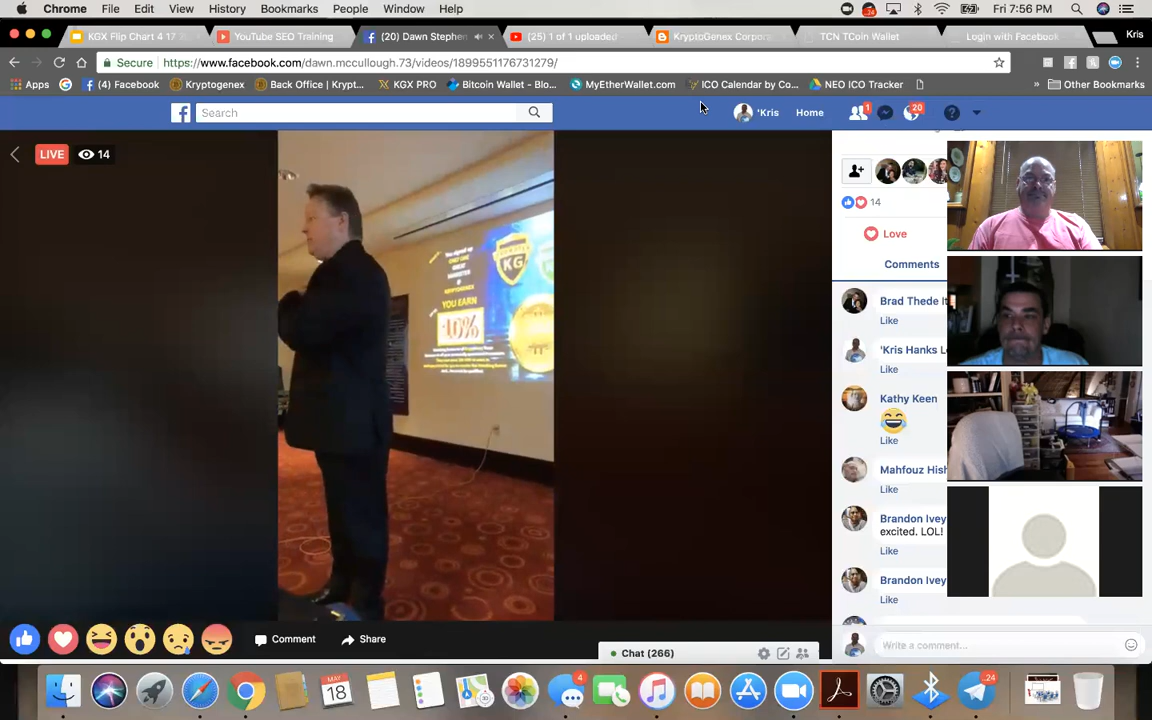 Chrome File Edit View History Bookmarks People Window Help
24
Fri 7:56 PM
KGX Flip Chart 4 17
YouTube SEO Training
(20) Dawn Stephen
(25) 1 of 1 uploaded
KryptoGenex Corpora
TCN TCoin Wallet
Login with Facebook
Kris
Secure https://www.facebook.com/dawn.mccullough.73/videos/1899551176731259/
Apps (4) Facebook Kryptogenex Back Office | Krypt... KGX PRO Bitcoin Wallet - Blo... MyEtherWallet.com ICO Calendar by Co... NEO ICO Tracker
» Other Bookmarks
Search
'Kris Home
1
20
LIVE 14
YOU EARN
10%
KG
14
Love
Comments
Brad Thede
Like
'Kris Hanks
Like
Kathy Keen
Like
Mahfouz Hish
Like
Brandon Ivey
excited. LOL!
Like
Brandon Ivey
Like
Comment Share
Chat (266)
Write a comment...
MAY
18
4
24